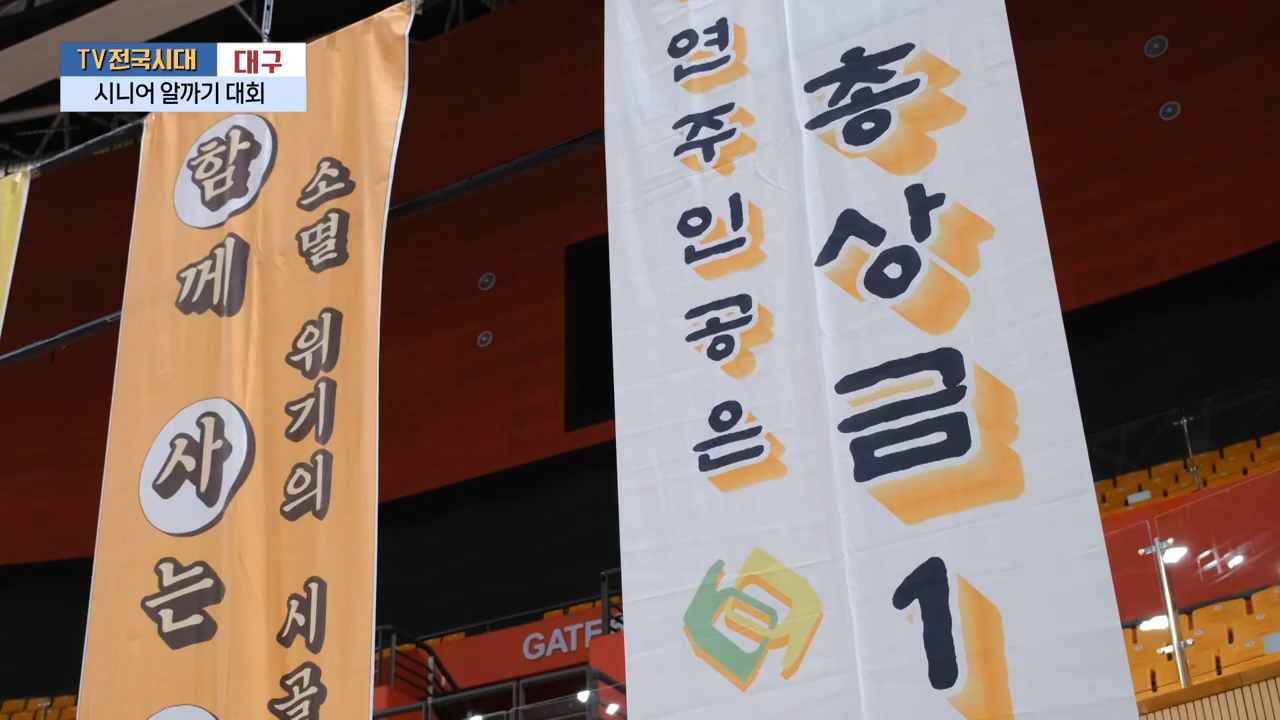 TV전국시대 대구
시니어 알까기 대회
소멸 위기의 시골
함께 사는
총상금 1
연주인공은
GATE